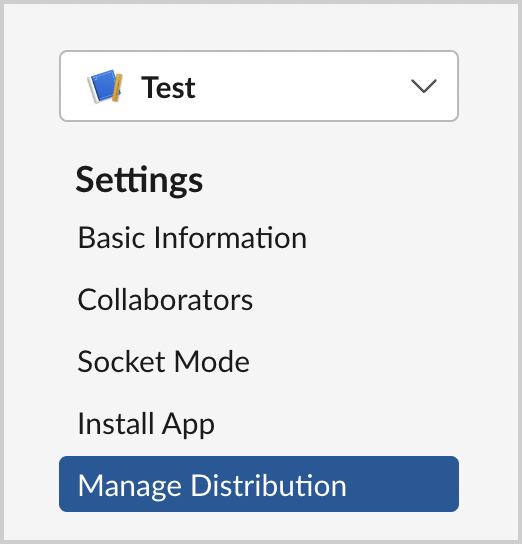 Test
Settings
Basic Information
Collaborators
Socket Mode
Install App
Manage Distribution